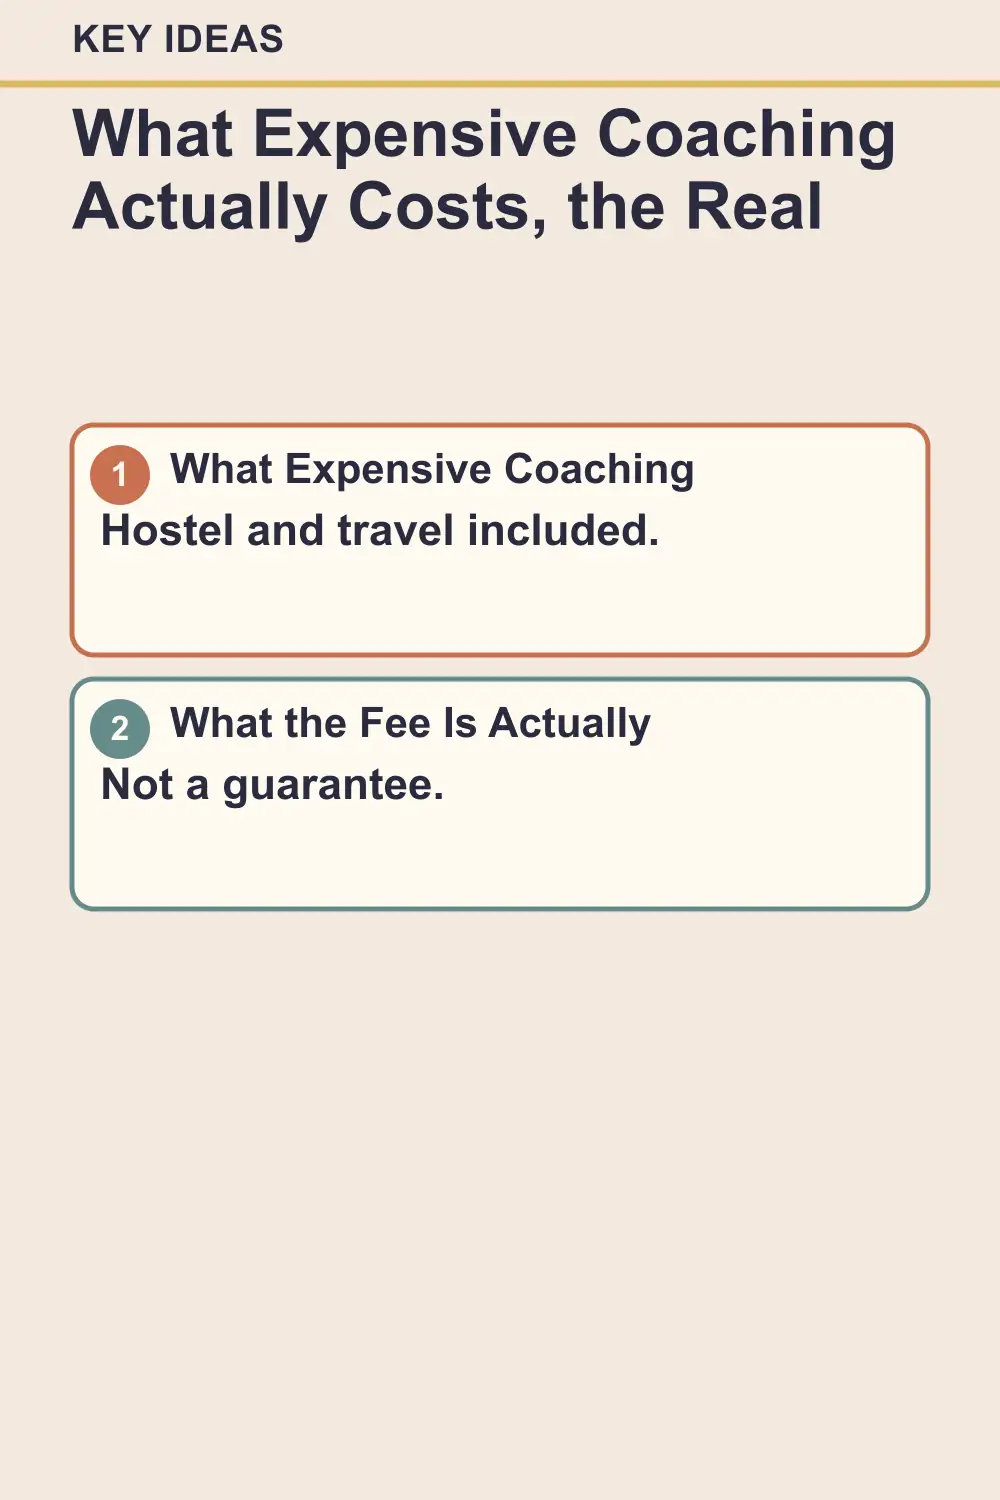 KEY IDEAS
What Expensive Coaching
Actually Costs, the Real
1 What Expensive Coaching
Hostel and travel included.
2 What the Fee Is Actually
Not a guarantee.